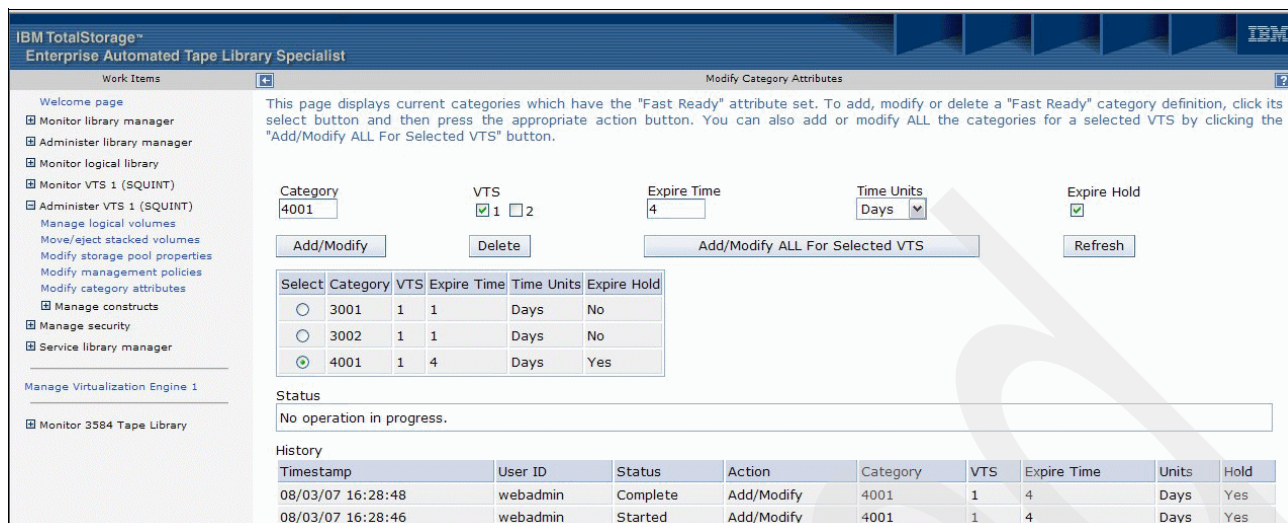 IBM TotalStorage™
Enterprise Automated Tape Library Specialist
IBM
Work Items
Modify Category Attributes
?
Welcome page
Monitor library manager
Administer library manager
Monitor logical library
Monitor VTS 1 (SQUINT)
Administer VTS 1 (SQUINT)
Manage logical volumes
Move/eject stacked volumes
Modify storage pool properties
Modify management policies
Modify category attributes
Manage constructs
Manage security
Service library manager
Manage Virtualization Engine 1
Monitor 3584 Tape Library
This page displays current categories which have the "Fast Ready" attribute set. To add, modify or delete a "Fast Ready" category definition, click its
select button and then press the appropriate action button. You can also add or modify ALL the categories for a selected VTS by clicking the
"Add/Modify ALL For Selected VTS" button.
Category VTS Expire Time Time Units Expire Hold
4001 1 2 4 Days
Add/Modify Delete Add/Modify ALL For Selected VTS Refresh
Select Category VTS Expire Time Time Units Expire Hold
3001 1 1 Days No
3002 1 1 Days No
4001 1 4 Days Yes
Status
No operation in progress.
History
Timestamp User ID Status Action Category VTS Expire Time Units Hold
08/03/07 16:28:48 webadmin Complete Add/Modify 4001 1 4 Days Yes
08/03/07 16:28:46 webadmin Started Add/Modify 4001 1 4 Days Yes